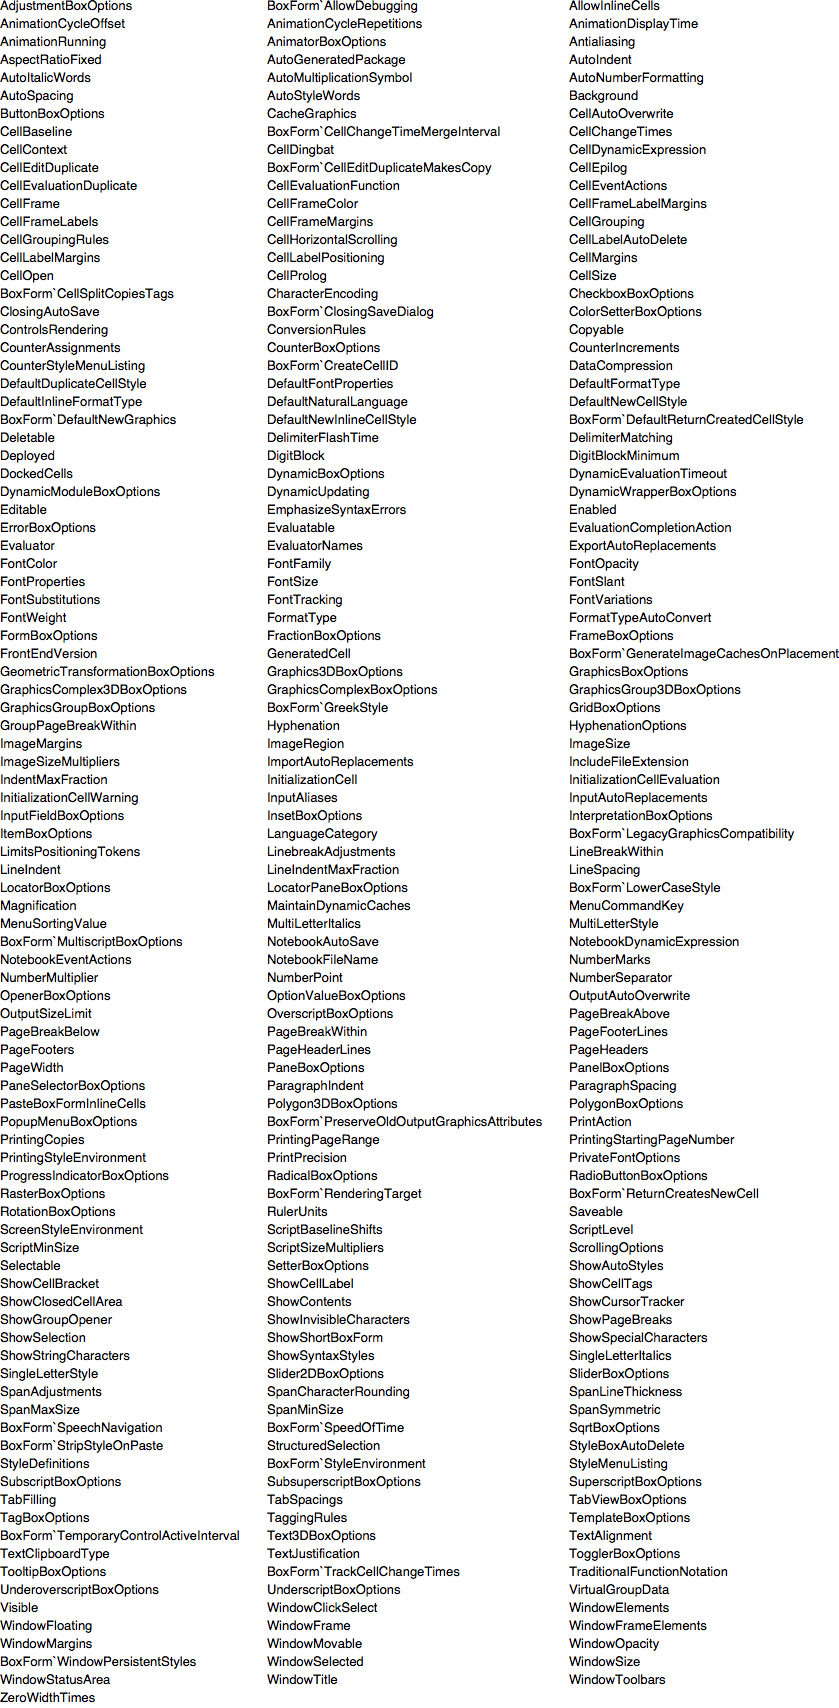 AdjustmentBoxOptions BoxForm`AllowDebugging AllowInlineCells
AnimationCycleOffset AnimationCycleRepetitions AnimationDisplayTime
AnimationRunning AnimatorBoxOptions Antialiasing
AspectRatioFixed AutoGeneratedPackage AutoIndent
AutoItalicWords AutoMultiplicationSymbol AutoNumberFormatting
AutoSpacing AutoStyleWords Background
ButtonBoxOptions CacheGraphics CellAutoOverwrite
CellBaseline BoxForm`CellChangeTimeMergeInterval CellChangeTimes
CellContext CellDingbat CellDynamicExpression
CellEditDuplicate BoxForm`CellEditDuplicateMakesCopy CellEpilog
CellEvaluationDuplicate CellEvaluationFunction CellEventActions
CellFrame CellFrameColor CellFrameLabelMargins
CellFrameLabels CellFrameMargins CellGrouping
CellGroupingRules CellHorizontalScrolling CellLabelAutoDelete
CellLabelMargins CellLabelPositioning CellMargins
CellOpen CellProlog CellSize
BoxForm`CellSplitCopiesTags CharacterEncoding CheckboxBoxOptions
ClosingAutoSave BoxForm`ClosingSaveDialog ColorSetterBoxOptions
ControlsRendering ConversionRules Copyable
CounterAssignments CounterBoxOptions CounterIncrements
CounterStyleMenuListing BoxForm`CreateCellID DataCompression
DefaultDuplicateCellStyle DefaultFontProperties DefaultFormatType
DefaultInlineFormatType DefaultNaturalLanguage DefaultNewCellStyle
BoxForm`DefaultNewGraphics DefaultNewInlineCellStyle BoxForm`DefaultReturnCreatedCellStyle
Deletable DelimiterFlashTime DelimiterMatching
Deployed DigitBlock DigitBlockMinimum
DockedCells DynamicBoxOptions DynamicEvaluationTimeout
DynamicModuleBoxOptions DynamicUpdating DynamicWrapperBoxOptions
Editable EmphasizeSyntaxErrors Enabled
ErrorBoxOptions Evaluatable EvaluationCompletionAction
Evaluator EvaluatorNames ExportAutoReplacements
FontColor FontFamily FontOpacity
FontProperties FontSize FontSlant
FontSubstitutions FontTracking FontVariations
FontWeight FormatType FormatTypeAutoConvert
FormBoxOptions FractionBoxOptions FrameBoxOptions
FrontEndVersion GeneratedCell BoxForm`GenerateImageCachesOnPlacement
GeometricTransformationBoxOptions Graphics3DBoxOptions GraphicsBoxOptions
GraphicsComplex3DBoxOptions GraphicsComplexBoxOptions GraphicsGroup3DBoxOptions
GraphicsGroupBoxOptions BoxForm`GreekStyle GridBoxOptions
GroupPageBreakWithin Hyphenation HyphenationOptions
ImageMargins ImageRegion ImageSize
ImageSizeMultipliers ImportAutoReplacements IncludeFileExtension
IndentMaxFraction InitializationCell InitializationCellEvaluation
InitializationCellWarning InputAliases InputAutoReplacements
InputFieldBoxOptions InsetBoxOptions InterpretationBoxOptions
ItemBoxOptions LanguageCategory BoxForm`LegacyGraphicsCompatibility
LimitsPositioningTokens LinebreakAdjustments LineBreakWithin
LineIndent LineIndentMaxFraction LineSpacing
LocatorBoxOptions LocatorPaneBoxOptions BoxForm`LowerCaseStyle
Magnification MaintainDynamicCaches MenuCommandKey
MenuSortingValue MultiLetterItalics MultiLetterStyle
BoxForm`MultiscriptBoxOptions NotebookAutoSave NotebookDynamicExpression
NotebookEventActions NotebookFileName NumberMarks
NumberMultiplier NumberPoint NumberSeparator
OpenerBoxOptions OptionValueBoxOptions OutputAutoOverwrite
OutputSizeLimit OverscriptBoxOptions PageBreakAbove
PageBreakBelow PageBreakWithin PageFooterLines
PageFooters PageHeaderLines PageHeaders
PageWidth PaneBoxOptions PanelBoxOptions
PaneSelectorBoxOptions ParagraphIndent ParagraphSpacing
PasteBoxFormInlineCells Polygon3DBoxOptions PolygonBoxOptions
PopupMenuBoxOptions BoxForm`PreserveOldOutputGraphicsAttributes PrintAction
PrintingCopies PrintingPageRange PrintingStartingPageNumber
PrintingStyleEnvironment PrintPrecision PrivateFontOptions
ProgressIndicatorBoxOptions RadicalBoxOptions RadioButtonBoxOptions
RasterBoxOptions BoxForm`RenderingTarget BoxForm`ReturnCreatesNewCell
RotationBoxOptions RulerUnits Saveable
ScreenStyleEnvironment ScriptBaselineShifts ScriptLevel
ScriptMinSize ScriptSizeMultipliers ScrollingOptions
Selectable SetterBoxOptions ShowAutoStyles
ShowCellBracket ShowCellLabel ShowCellTags
ShowClosedCellArea ShowContents ShowCursorTracker
ShowGroupOpener ShowInvisibleCharacters ShowPageBreaks
ShowSelection ShowShortBoxForm ShowSpecialCharacters
ShowStringCharacters ShowSyntaxStyles SingleLetterItalics
SingleLetterStyle Slider2DBoxOptions SliderBoxOptions
SpanAdjustments SpanCharacterRounding SpanLineThickness
SpanMaxSize SpanMinSize SpanSymmetric
BoxForm`SpeechNavigation BoxForm`SpeedOfTime SqrtBoxOptions
BoxForm`StripStyleOnPaste StructuredSelection StyleBoxAutoDelete
StyleDefinitions BoxForm`StyleEnvironment StyleMenuListing
SubscriptBoxOptions SubsuperscriptBoxOptions SuperscriptBoxOptions
TabFilling TabSpacings TabViewBoxOptions
TagBoxOptions TaggingRules TemplateBoxOptions
BoxForm`TemporaryControlActiveInterval Text3DBoxOptions TextAlignment
TextClipboardType TextJustification TogglerBoxOptions
TooltipBoxOptions BoxForm`TrackCellChangeTimes TraditionalFunctionNotation
UnderoverscriptBoxOptions UnderscriptBoxOptions VirtualGroupData
Visible WindowClickSelect WindowElements
WindowFloating WindowFrame WindowFrameElements
WindowMargins WindowMovable WindowOpacity
BoxForm`WindowPersistentStyles WindowSelected WindowSize
WindowStatusArea WindowTitle WindowToolbars
ZeroWidthTimes